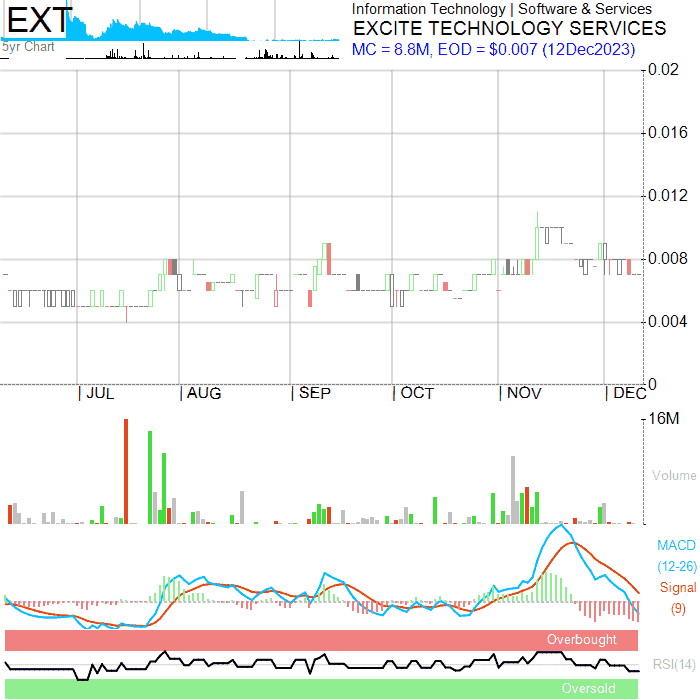 EXT
5yr Chart
Information Technology | Software & Services
EXCITE TECHNOLOGY SERVICES
MC = 8.8M, EOD = $0.007 (12Dec2023)
0.02
0.016
0.012
0.008
0.004
0
| JUL | AUG | SEP | OCT | NOV | DEC
16M
Volume
MACD
(12-26)
Signal
(9)
Overbought
RSI(14)
Oversold